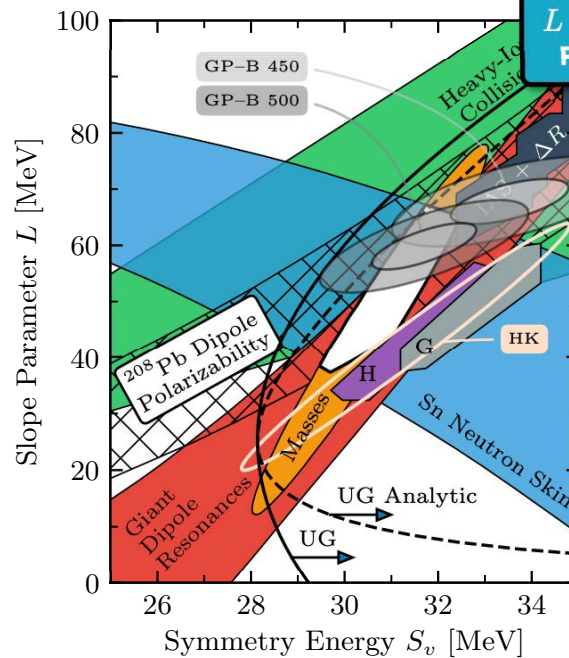 100
80
60
40
20
0
Slope Parameter L [MeV]
26
28
30
32
34
Symmetry Energy Sᵥ [MeV]
L
GP–B 450
GP–B 500
Heavy-Io
Collisio
× ΔR
²⁰⁸Pb Dipole
Polarizability
HK
G
H
Masses
Sn Neutron Skin
Giant
Dipole
Resonances
UG Analytic
UG